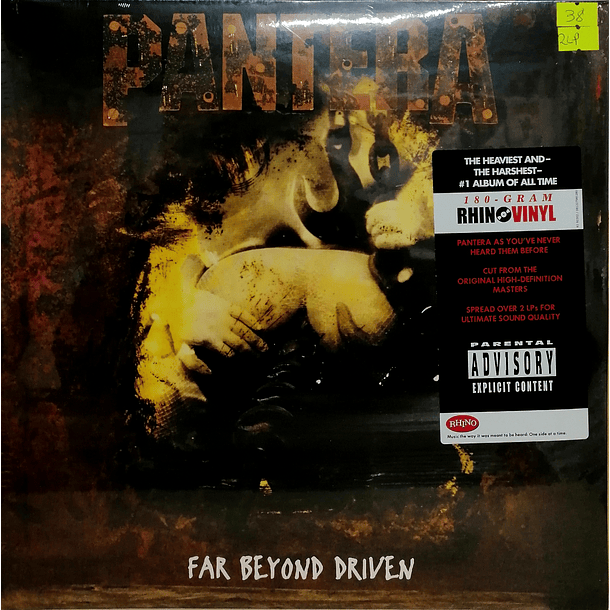 PANTERA
38
2LP
THE HEAVIEST AND–
THE HARSHEST–
#1 ALBUM OF ALL TIME
180-GRAM
RHINO VINYL
PANTERA AS YOU'VE NEVER
HEARD THEM BEFORE
CUT FROM THE
ORIGINAL HIGH-DEFINITION
MASTERS
SPREAD OVER 2 LPs FOR
ULTIMATE SOUND QUALITY
PARENTAL
ADVISORY
EXPLICIT CONTENT
RHINO
Music the way it was meant to be heard: One side at a time
FAR BEYOND DRIVEN